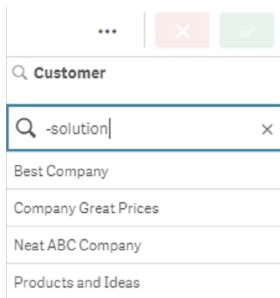 Customer
-solution
Best Company
Company Great Prices
Neat ABC Company
Products and Ideas